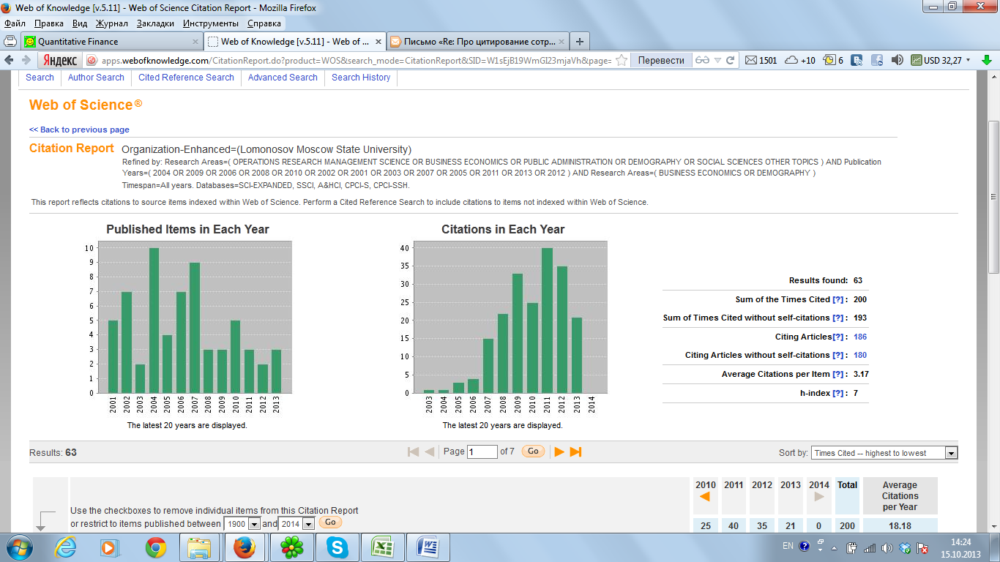 Web of Knowledge [v.5.11] - Web of Science Citation Report - Mozilla Firefox
Файл Правка Вид Журнал Закладки Инструменты Справка
Quantitative Finance × Web of Knowledge [v.5.11] - Web of ... × Письмо «Re: Про цитирование сотр... × +
Яндекс apps.webofknowledge.com/CitationReport.do?product=WOS&search_mode=CitationReport&SID=W1sEjB19WmGI23mjaVh&page= Перевести 1501 +10 6 USD 32,27
Search Author Search Cited Reference Search Advanced Search Search History
Web of Science®
<< Back to previous page
Citation Report Organization-Enhanced=(Lomonosov Moscow State University)
Refined by: Research Areas=( OPERATIONS RESEARCH MANAGEMENT SCIENCE OR BUSINESS ECONOMICS OR PUBLIC ADMINISTRATION OR DEMOGRAPHY OR SOCIAL SCIENCES OTHER TOPICS ) AND Publication
Years=( 2004 OR 2009 OR 2006 OR 2008 OR 2010 OR 2002 OR 2001 OR 2003 OR 2007 OR 2005 OR 2011 OR 2013 OR 2012 ) AND Research Areas=( BUSINESS ECONOMICS OR DEMOGRAPHY )
Timespan=All years. Databases=SCI-EXPANDED, SSCI, A&HCI, CPCI-S, CPCI-SSH.
This report reflects citations to source items indexed within Web of Science. Perform a Cited Reference Search to include citations to items not indexed within Web of Science.
Published Items in Each Year
10
9
8
7
6
5
4
3
2
1
0
2001 2002 2003 2004 2005 2006 2007 2008 2009 2010 2011 2012 2013
The latest 20 years are displayed.
Citations in Each Year
40
35
30
25
20
15
10
5
0
2003 2004 2005 2006 2007 2008 2009 2010 2011 2012 2013 2014
The latest 20 years are displayed.
Results found: 63
Sum of the Times Cited [?] : 200
Sum of Times Cited without self-citations [?] : 193
Citing Articles[?] : 186
Citing Articles without self-citations [?] : 180
Average Citations per Item [?] : 3.17
h-index [?] : 7
Results: 63 Page 1 of 7 Go Sort by: Times Cited -- highest to lowest
2010 2011 2012 2013 2014 Total Average
Citations
per Year
Use the checkboxes to remove individual items from this Citation Report
or restrict to items published between 1900 and 2014 Go
25 40 35 21 0 200 18.18
EN 14:24
15.10.2013